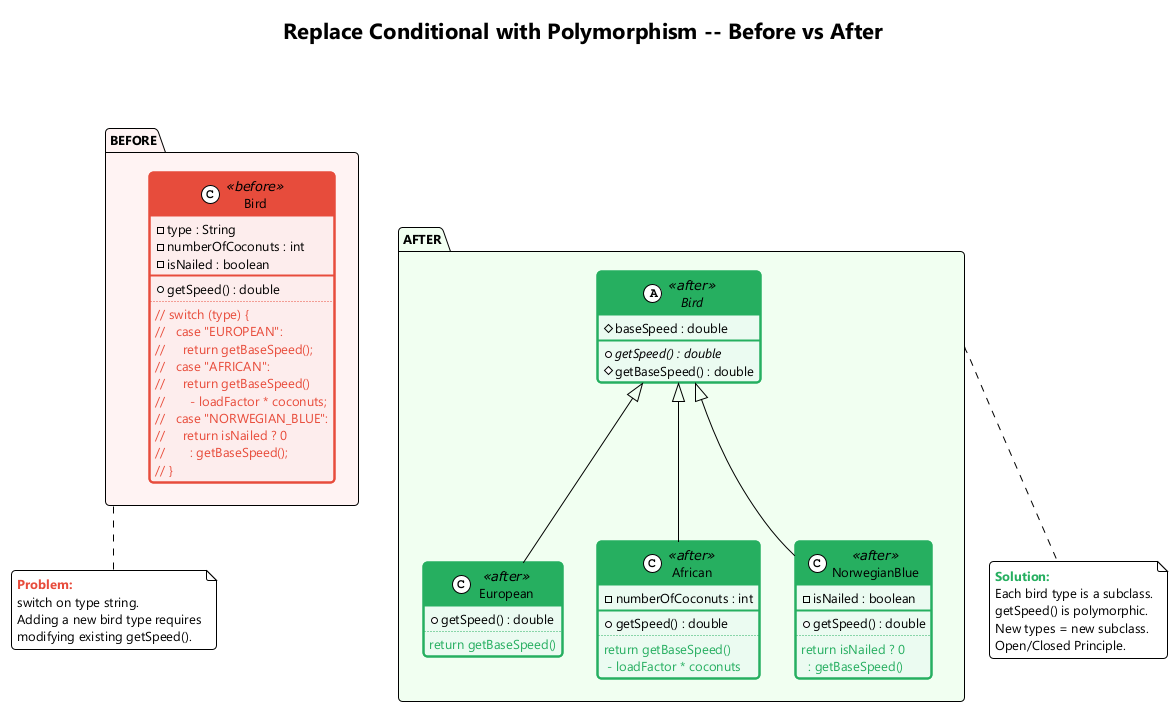 Replace Conditional with Polymorphism -- Before vs After
BEFORE
C
«before»
Bird
type : String
numberOfCoconuts : int
isNailed : boolean
getSpeed() : double
// switch (type) {
//   case "EUROPEAN":
//     return getBaseSpeed();
//   case "AFRICAN":
//     return getBaseSpeed()
//       - loadFactor * coconuts;
//   case "NORWEGIAN_BLUE":
//     return isNailed ? 0
//       : getBaseSpeed();
// }
Problem:
switch on type string.
Adding a new bird type requires
modifying existing getSpeed().
AFTER
A
«after»
Bird
baseSpeed : double
getSpeed() : double
getBaseSpeed() : double
C
«after»
European
getSpeed() : double
return getBaseSpeed()
C
«after»
African
numberOfCoconuts : int
getSpeed() : double
return getBaseSpeed()
- loadFactor * coconuts
C
«after»
NorwegianBlue
isNailed : boolean
getSpeed() : double
return isNailed ? 0
: getBaseSpeed()
Solution:
Each bird type is a subclass.
getSpeed() is polymorphic.
New types = new subclass.
Open/Closed Principle.